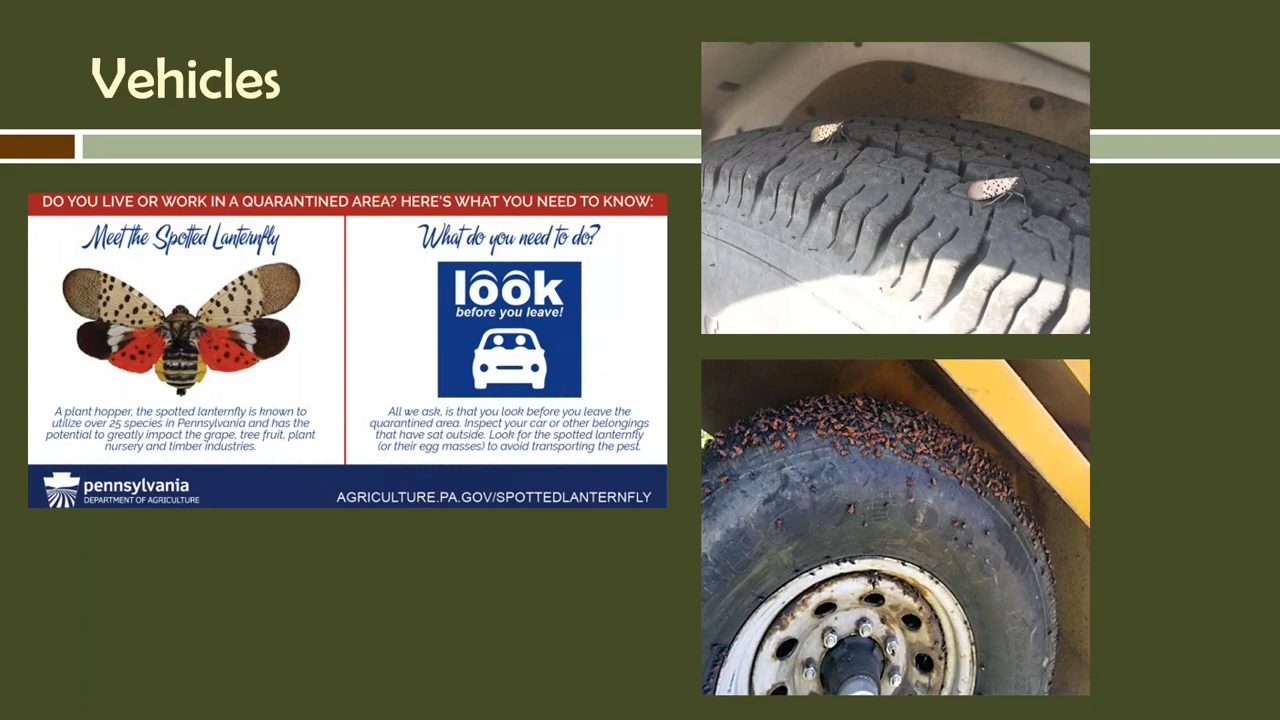 Vehicles
DO YOU LIVE OR WORK IN A QUARANTINED AREA? HERE'S WHAT YOU NEED TO KNOW:
Meet the Spotted Lanternfly
A plant hopper, the spotted lanternfly is known to
utilize over 25 species in Pennsylvania and has the
potential to greatly impact the grape, tree fruit, plant
nursery and timber industries.
What do you need to do?
look
before you leave!
All we ask, is that you look before you leave the
quarantined area. Inspect your car or other belongings
that have sat outside. Look for the spotted lanternfly
(or their egg masses) to avoid transporting the pest.
pennsylvania
DEPARTMENT OF AGRICULTURE
AGRICULTURE.PA.GOV/SPOTTEDLANTERNFLY